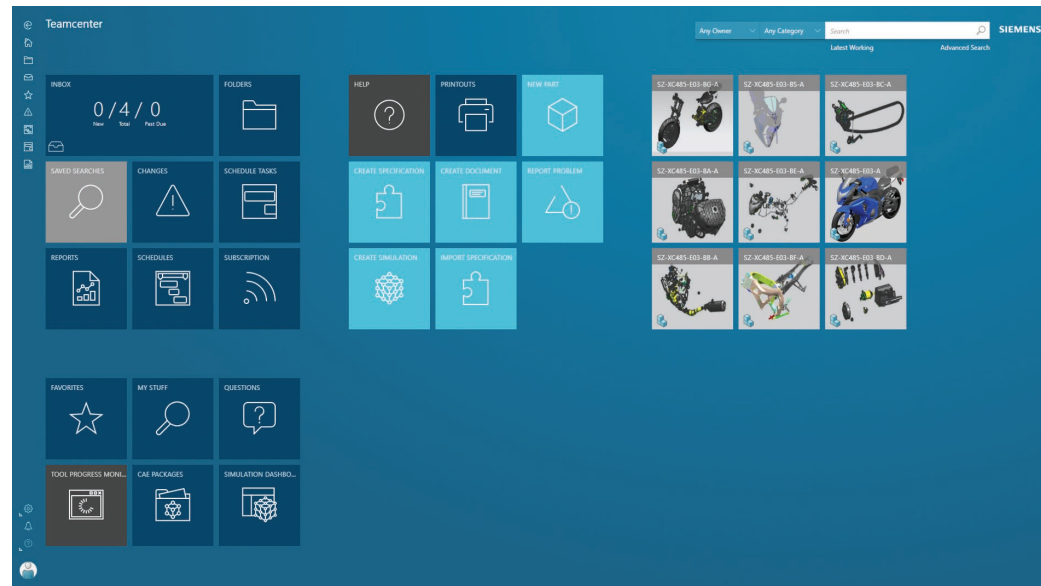 Teamcenter
Any Owner
Any Category
Search
SIEMENS
Latest Working
Advanced Search
INBOX
0 / 4 / 0
New Total Past Due
FOLDERS
HELP
PRINTOUTS
NEW PART
SZ-XC485-E03-BG-A
SZ-XC485-E03-BS-A
SZ-XC485-E03-BC-A
SAVED SEARCHES
CHANGES
SCHEDULE TASKS
CREATE SPECIFICATION
CREATE DOCUMENT
REPORT PROBLEM
SZ-XC485-E03-BA-A
SZ-XC485-E03-BE-A
SZ-XC485-E03-A
REPORTS
SCHEDULES
SUBSCRIPTION
CREATE SIMULATION
IMPORT SPECIFICATION
SZ-XC485-E03-BB-A
SZ-XC485-E03-BF-A
SZ-XC485-E03-BD-A
FAVORITES
MY STUFF
QUESTIONS
TOOL PROGRESS MONI...
CAE PACKAGES
SIMULATION DASHBO...